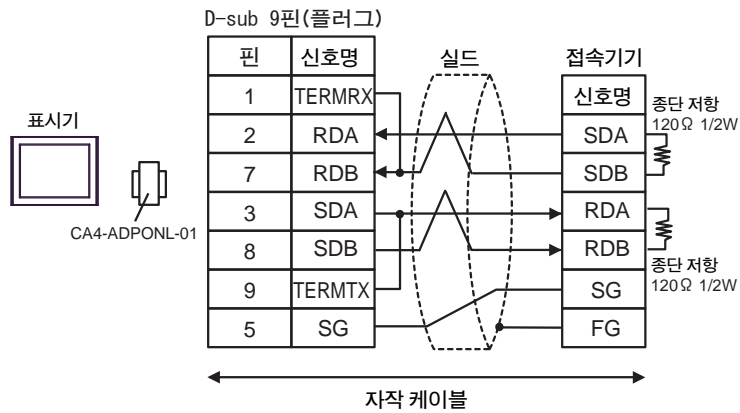 D-sub 9핀(플러그)
핀 신호명 실드 접속기기
1 TERMRX 신호명
종단 저항
120Ω 1/2W
표시기
2 RDA SDA
7 RDB SDB
3 SDA RDA
CA4-ADPONL-01
8 SDB RDB
종단 저항
120Ω 1/2W
9 TERMTX SG
5 SG FG
자작 케이블